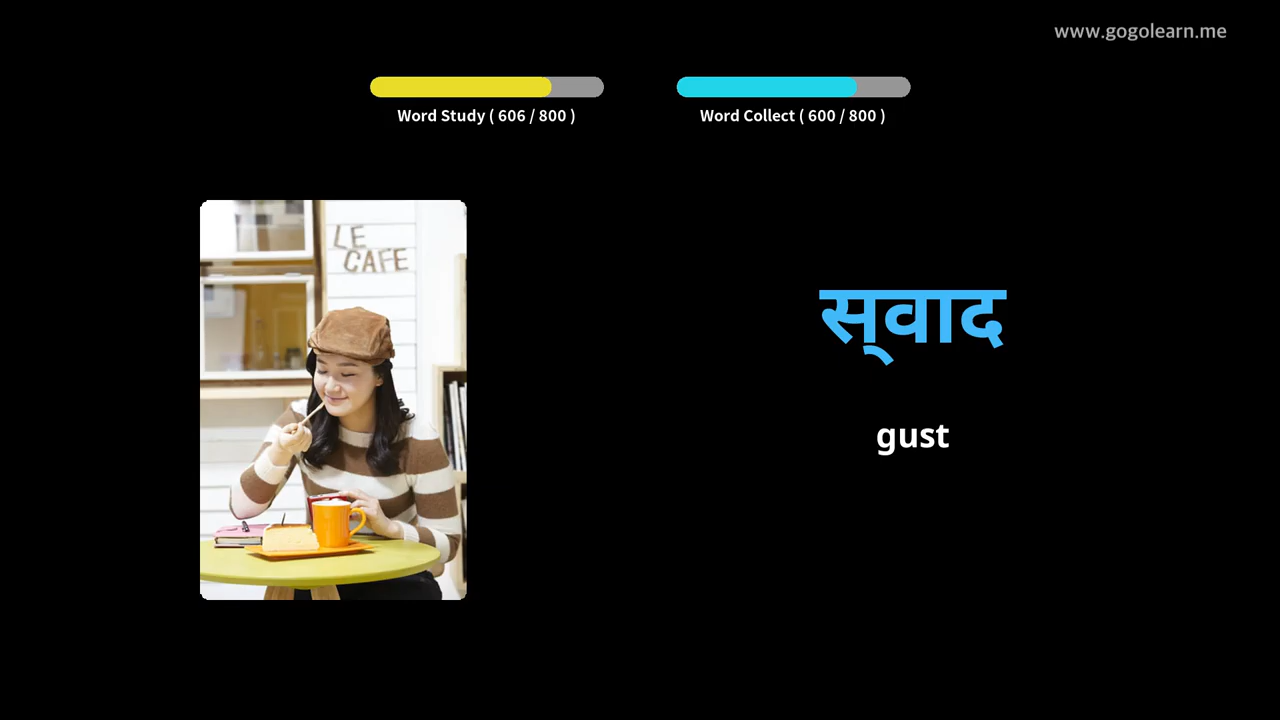 www.gogolearn.me
Word Study ( 606 / 800 )
Word Collect ( 600 / 800 )
LE
CAFE
स्‌वाद
gust